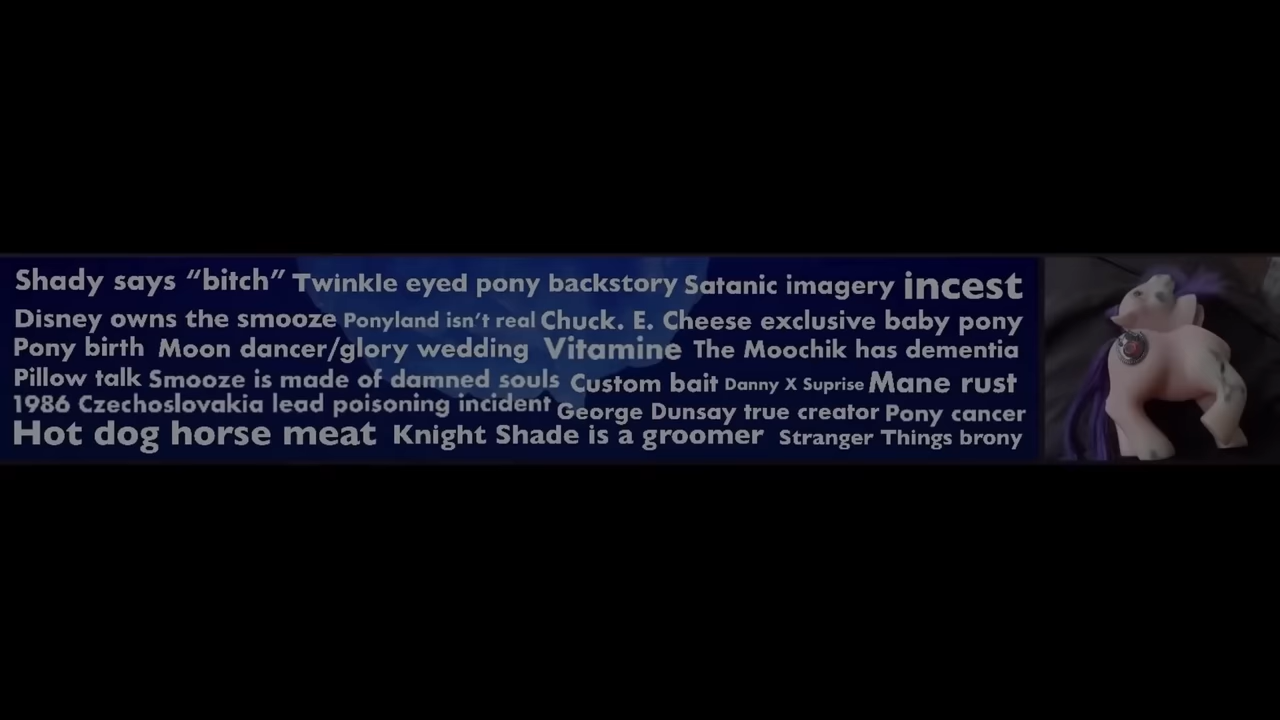 Shady says “bitch” Twinkle eyed pony backstory Satanic imagery incest
Disney owns the smooze Ponyland isn’t real Chuck. E. Cheese exclusive baby pony
Pony birth Moon dancer/glory wedding Vitamine The Moochik has dementia
Pillow talk Smooze is made of damned souls Custom bait Danny X Suprise Mane rust
1986 Czechoslovakia lead poisoning incident George Dunsay true creator Pony cancer
Hot dog horse meat Knight Shade is a groomer Stranger Things brony